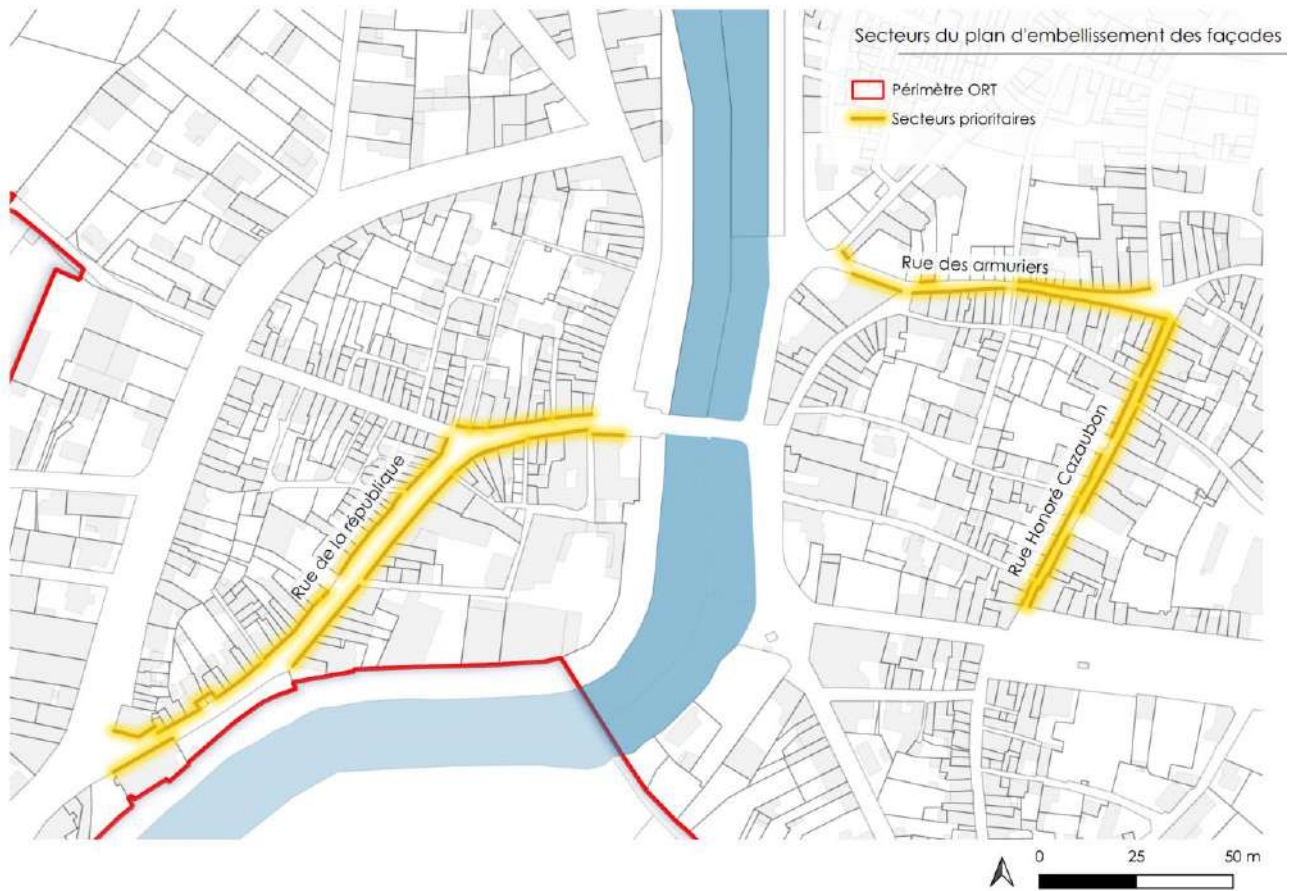 Secteurs du plan d'embellissement des façades
Périmètre ORT
Secteurs prioritaires
Rue des armuriers
Rue de la république
Rue Honoré Cazaubon
0 25 50 m